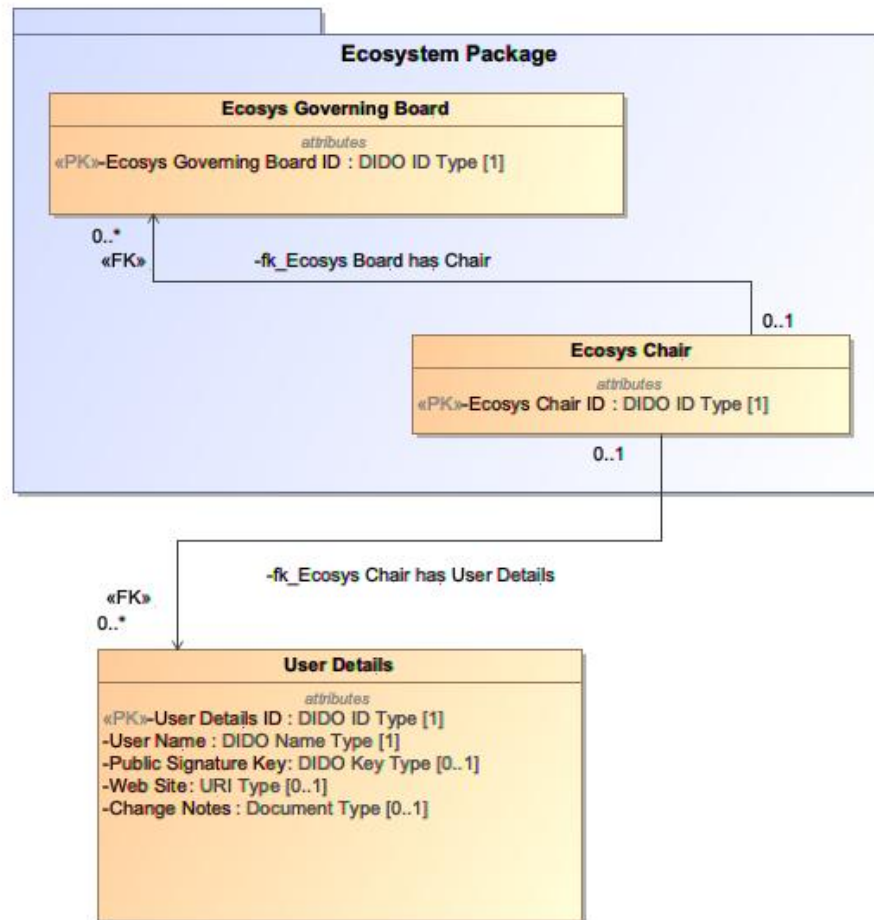 Ecosystem Package
Ecosys Governing Board
attributes
«PK»-Ecosys Governing Board ID : DIDO ID Type [1]
0..*
«FK»
-fk_Ecosys Board has Chair
0..1
Ecosys Chair
attributes
«PK»-Ecosys Chair ID : DIDO ID Type [1]
0..1
-fk_Ecosys Chair has User Details
«FK»
0..*
User Details
attributes
«PK»-User Details ID : DIDO ID Type [1]
-User Name : DIDO Name Type [1]
-Public Signature Key: DIDO Key Type [0..1]
-Web Site: URI Type [0..1]
-Change Notes : Document Type [0..1]